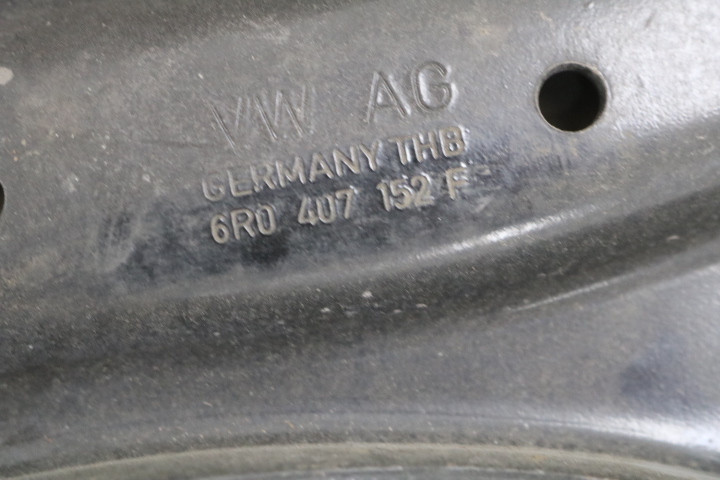 VW AG
GERMANY THB
6R0 407 152 F